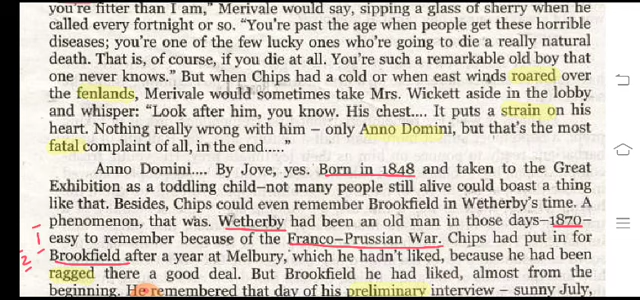 you're fitter than I am," Merivale would say, sipping a glass of sherry when he
called every fortnight or so. "You're past the age when people get these horrible
diseases; you're one of the few lucky ones who're going to die a really natural
death. That is, of course, if you die at all. You're such a remarkable old boy that
one never knows." But when Chips had a cold or when east winds roared over
the fenlands, Merivale would sometimes take Mrs. Wickett aside in the lobby
and whisper: "Look after him, you know. His chest.... It puts a strain on his
heart. Nothing really wrong with him – only Anno Domini, but that's the most
fatal complaint of all, in the end...."
Anno Domini.... By Jove, yes. Born in 1848 and taken to the Great
Exhibition as a toddling child–not many people still alive could boast a thing
like that. Besides, Chips could even remember Brookfield in Wetherby's time. A
phenomenon, that was. Wetherby had been an old man in those days–1870–
1 easy to remember because of the Franco–Prussian War. Chips had put in for
2 Brookfield after a year at Melbury, which he hadn't liked, because he had been
ragged there a good deal. But Brookfield he had liked, almost from the
beginning. He remembered that day of his preliminary interview – sunny July,